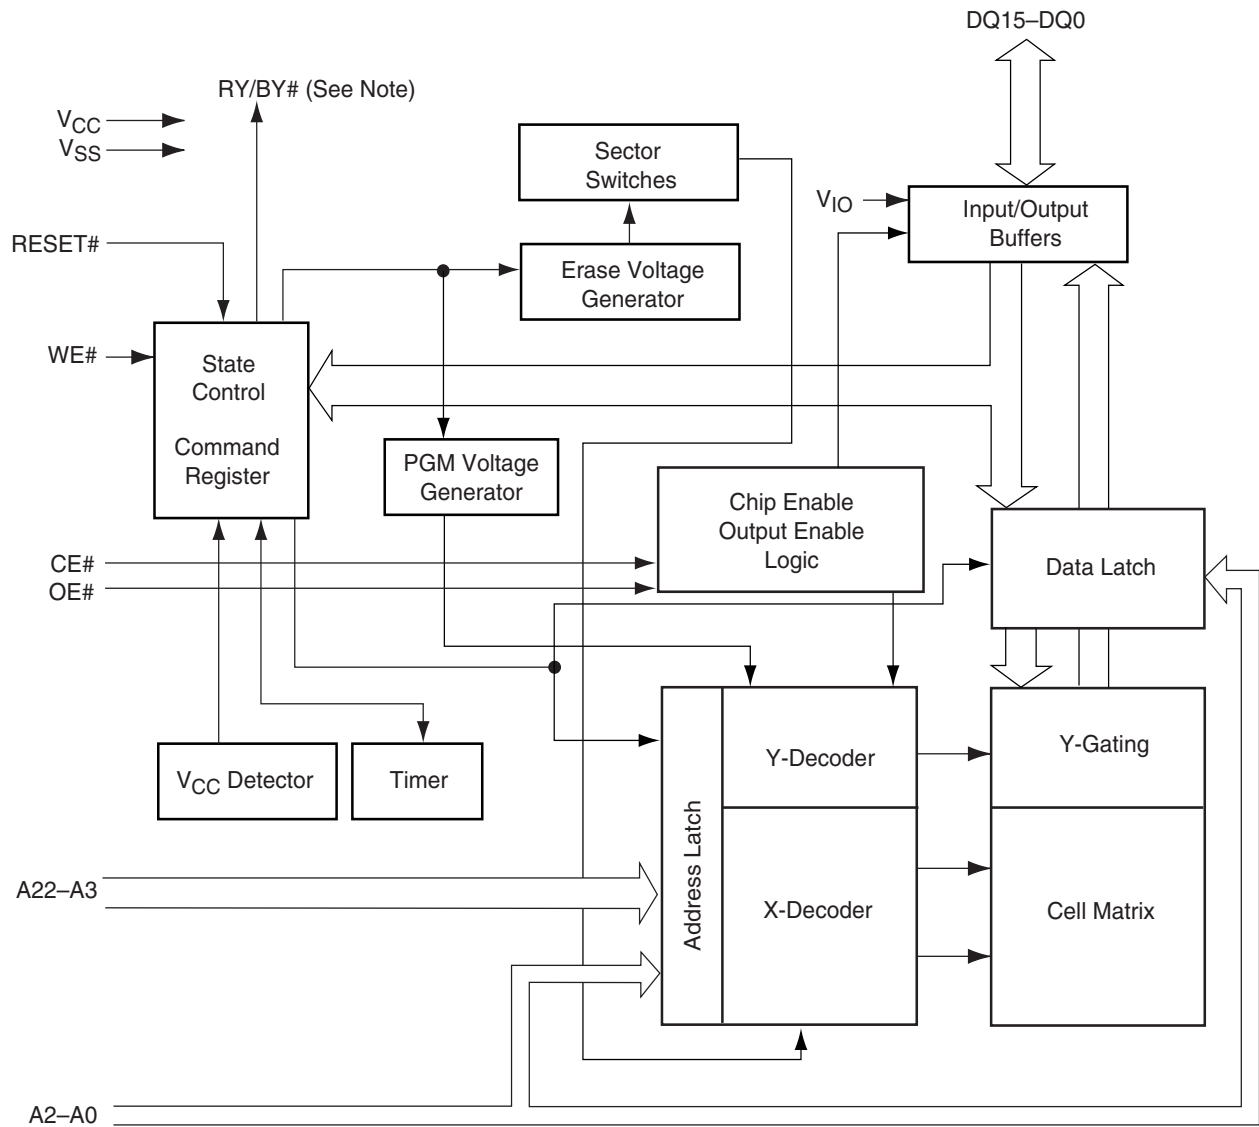 DQ15–DQ0
RY/BY# (See Note)
VCC
VSS
Sector
Switches
VIO
Input/Output
Buffers
RESET#
Erase Voltage
Generator
WE#
State
Control
Command
Register
PGM Voltage
Generator
Chip Enable
Output Enable
Logic
CE#
OE#
Data Latch
Y-Decoder
Y-Gating
VCC Detector
Timer
Address Latch
A22–A3
X-Decoder
Cell Matrix
A2–A0